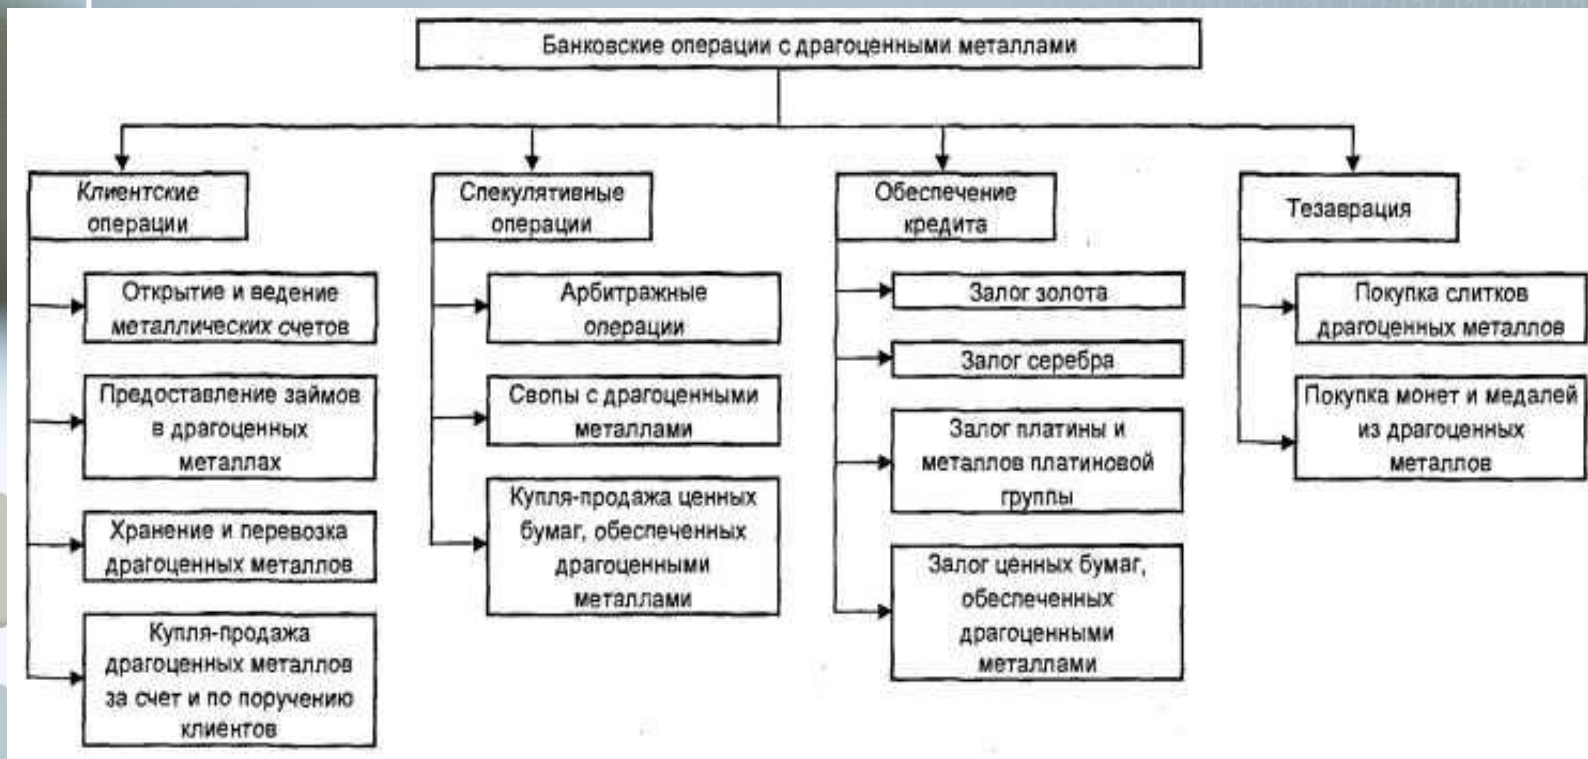 Банковские операции с драгоценными металлами
Клиентские
операции
Открытие и ведение
металлических счетов
Предоставление займов
в драгоценных
металлах
Хранение и перевозка
драгоценных металлов
Купля-продажа
драгоценных металлов
за счет и по поручению
клиентов
Спекулятивные
операции
Арбитражные
операции
Свопы с драгоценными
металлами
Купля-продажа ценных
бумаг, обеспеченных
драгоценными
металлами
Обеспечение
кредита
Залог золота
Залог серебра
Залог платины и
металлов платиновой
группы
Залог ценных бумаг,
обеспеченных
драгоценными
металлами
Тезаврация
Покупка слитков
драгоценных металлов
Покупка монет и медалей
из драгоценных
металлов